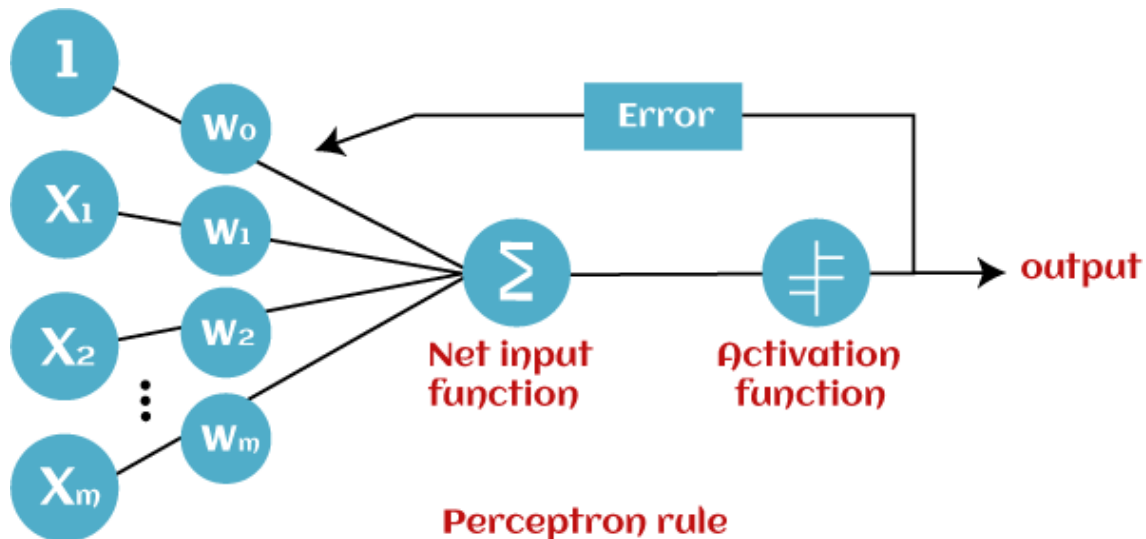 1
W₀
Error
X₁
W₁
Σ
output
X₂
W₂
Net input
function
Activation
function
Xₘ
Wₘ
Perceptron rule